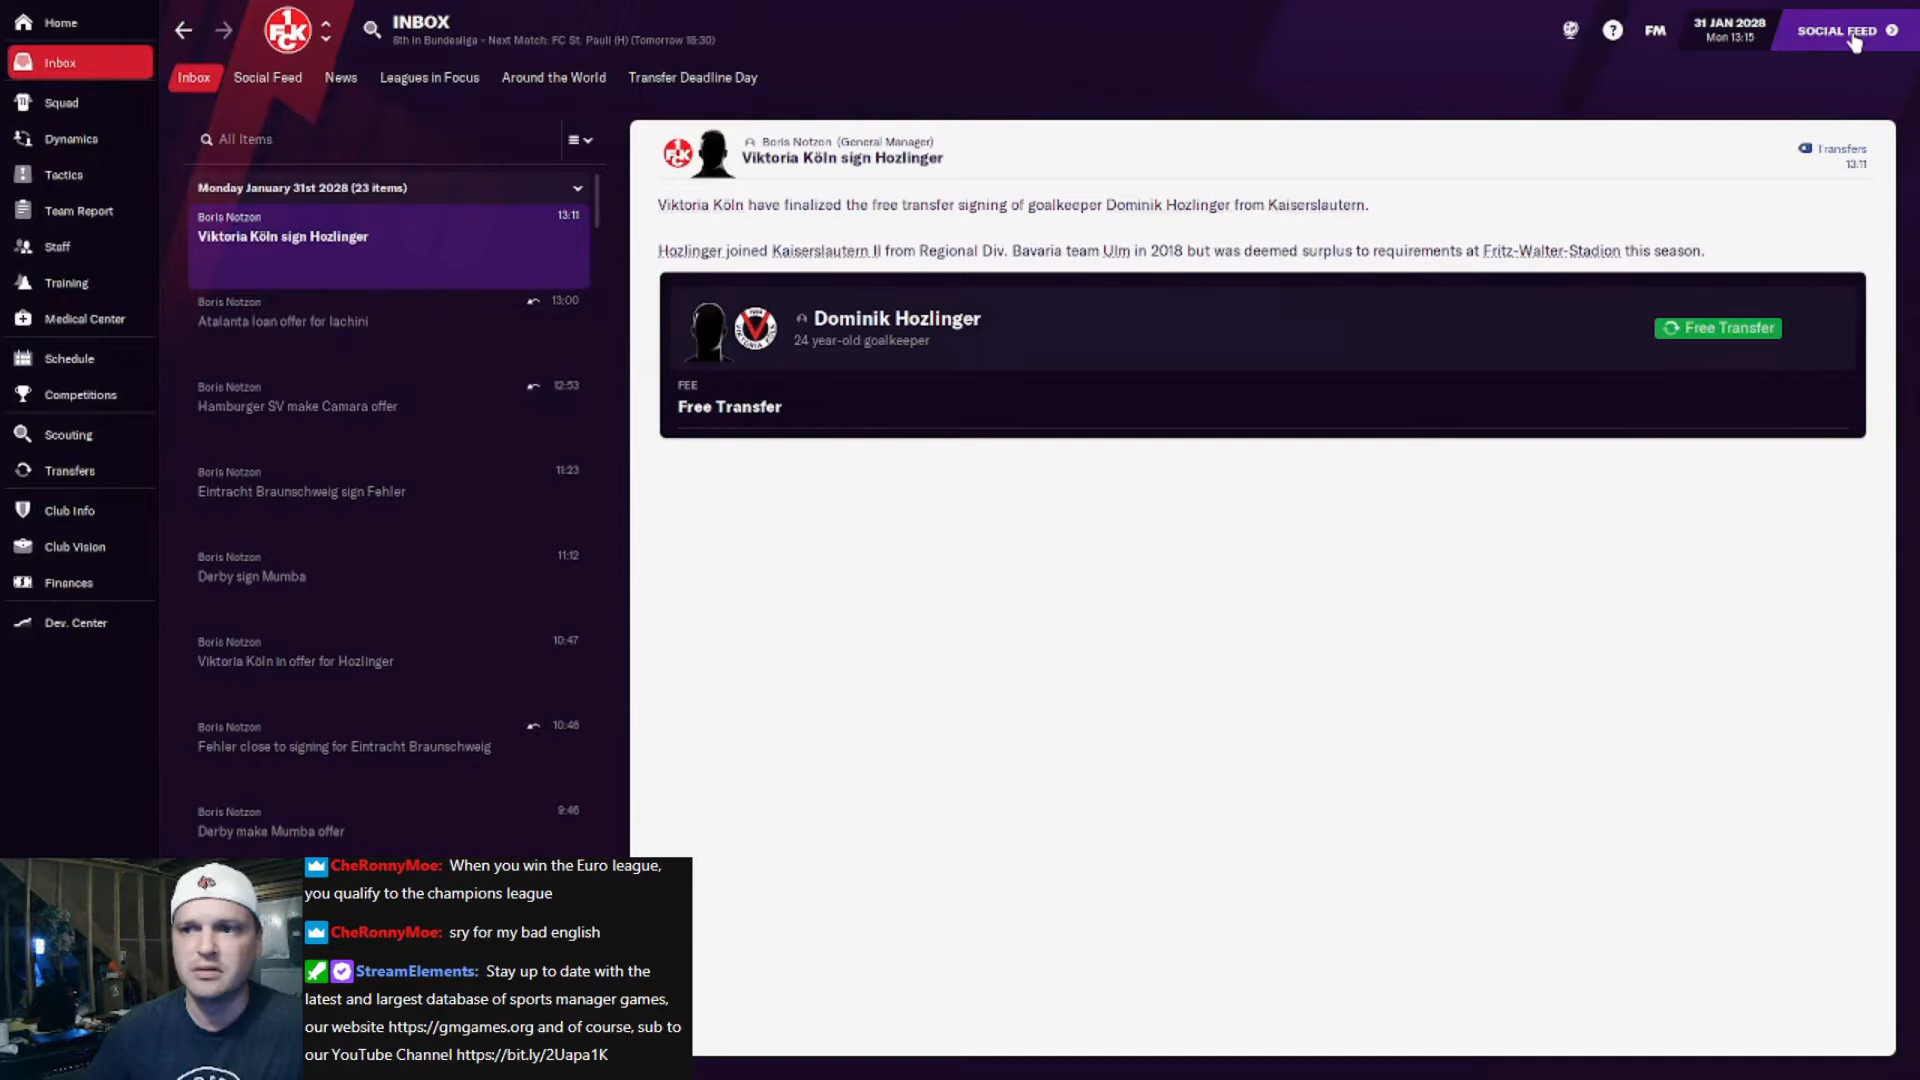 Home
Inbox
Squad
Dynamics
Tactics
Team Report
Staff
Training
Medical Center
Schedule
Competitions
Scouting
Transfers
Club Info
Club Vision
Finances
Dev. Center
1
FCK
INBOX
8th in Bundesliga - Next Match: FC St. Pauli (H) (Tomorrow 18:30)
FM
31 JAN 2028
Mon 13:15
SOCIAL FEED
Inbox Social Feed News Leagues in Focus Around the World Transfer Deadline Day
All Items
Monday January 31st 2028 (23 items)
Boris Notzon 13:11
Viktoria Köln sign Hozlinger
Boris Notzon 13:00
Atalanta loan offer for Iachini
Boris Notzon 12:53
Hamburger SV make Camara offer
Boris Notzon 11:23
Eintracht Braunschweig sign Fehler
Boris Notzon 11:12
Derby sign Mumba
Boris Notzon 10:47
Viktoria Köln in offer for Hozlinger
Boris Notzon 10:46
Fehler close to signing for Eintracht Braunschweig
Boris Notzon 9:46
Derby make Mumba offer
Boris Notzon (General Manager)
Viktoria Köln sign Hozlinger
Transfers
13:11
Viktoria Köln have finalized the free transfer signing of goalkeeper Dominik Hozlinger from Kaiserslautern.
Hozlinger joined Kaiserslautern II from Regional Div. Bavaria team Ulm in 2018 but was deemed surplus to requirements at Fritz-Walter-Stadion this season.
Dominik Hozlinger
24 year-old goalkeeper
Free Transfer
FEE
Free Transfer
CheRonnyMoe: When you win the Euro league,
you qualify to the champions league
CheRonnyMoe: sry for my bad english
StreamElements: Stay up to date with the
latest and largest database of sports manager games,
our website https://gmgames.org and of course, sub to
our YouTube Channel https://bit.ly/2Uapa1K